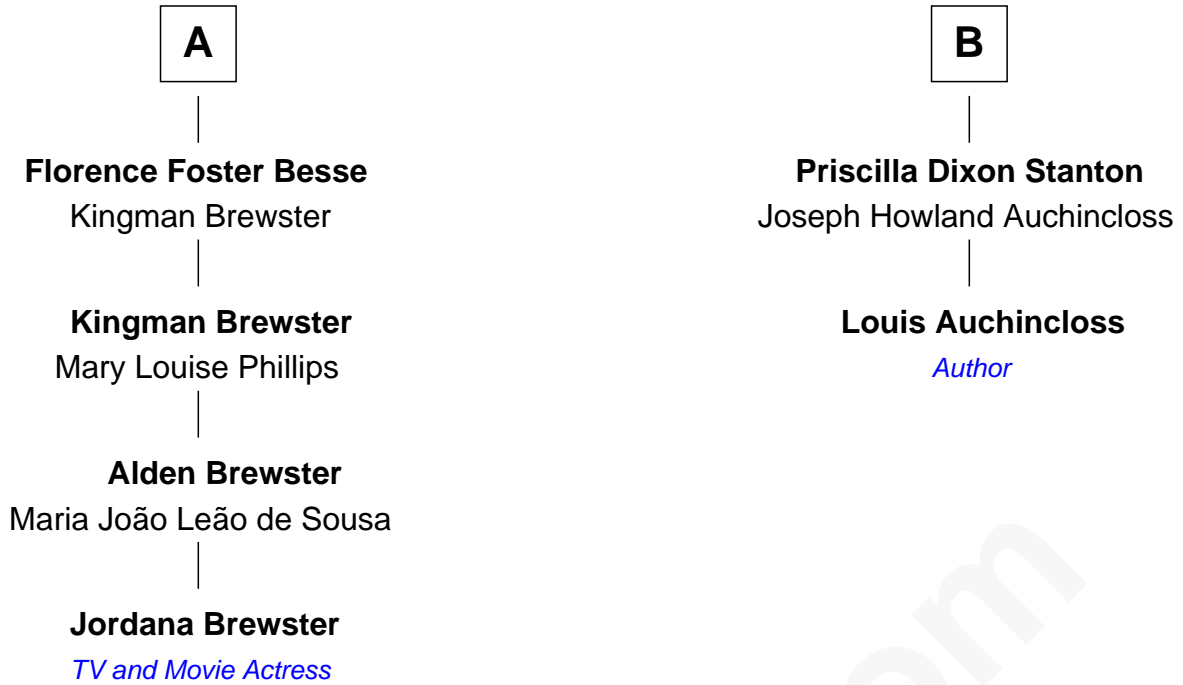 A
Florence Foster Besse
Kingman Brewster
Kingman Brewster
Mary Louise Phillips
Alden Brewster
Maria João Leão de Sousa
Jordana Brewster
TV and Movie Actress
B
Priscilla Dixon Stanton
Joseph Howland Auchincloss
Louis Auchincloss
Author
om